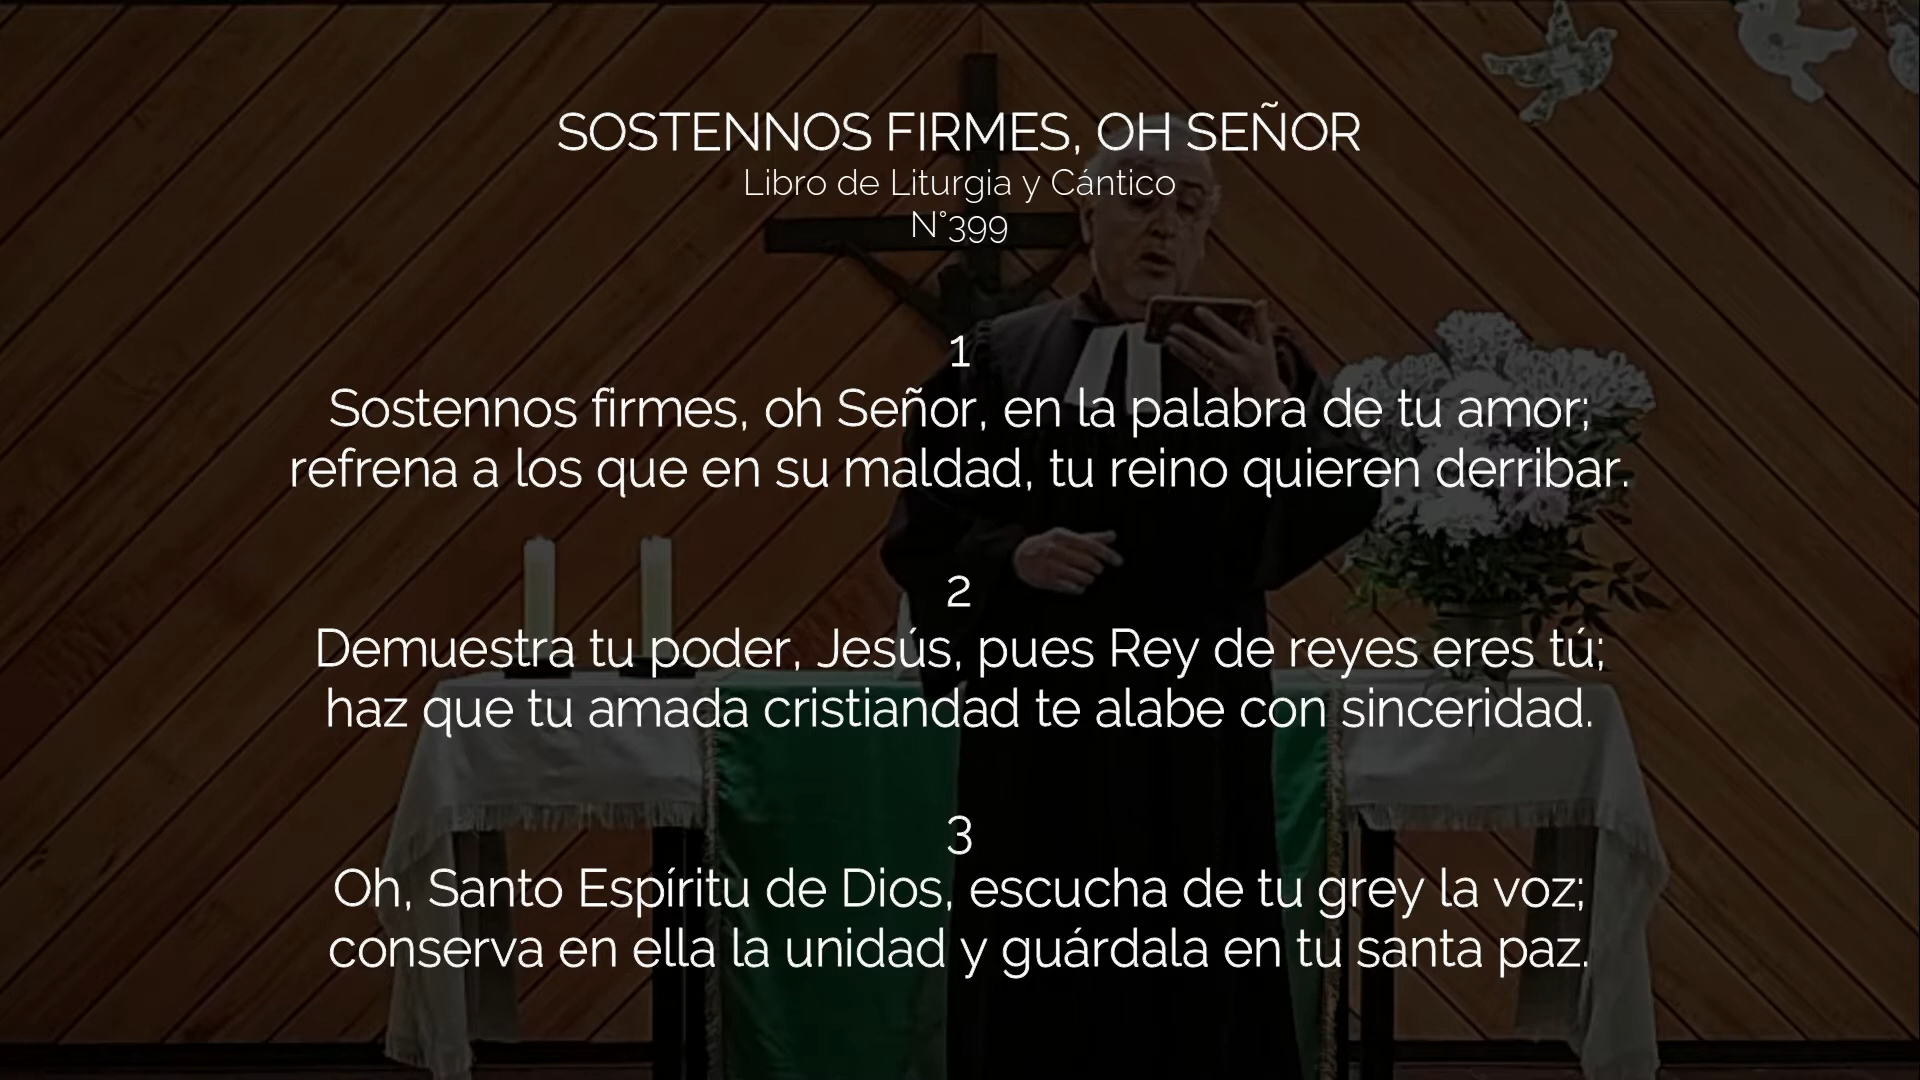 SOSTENNOS FIRMES, OH SEÑOR
Libro de Liturgia y Cántico
N°399
1
Sostennos firmes, oh Señor, en la palabra de tu amor;
refrena a los que en su maldad, tu reino quieren derribar.
2
Demuestra tu poder, Jesús, pues Rey de reyes eres tú;
haz que tu amada cristiandad te alabe con sinceridad.
3
Oh, Santo Espíritu de Dios, escucha de tu grey la voz;
conserva en ella la unidad y guárdala en tu santa paz.